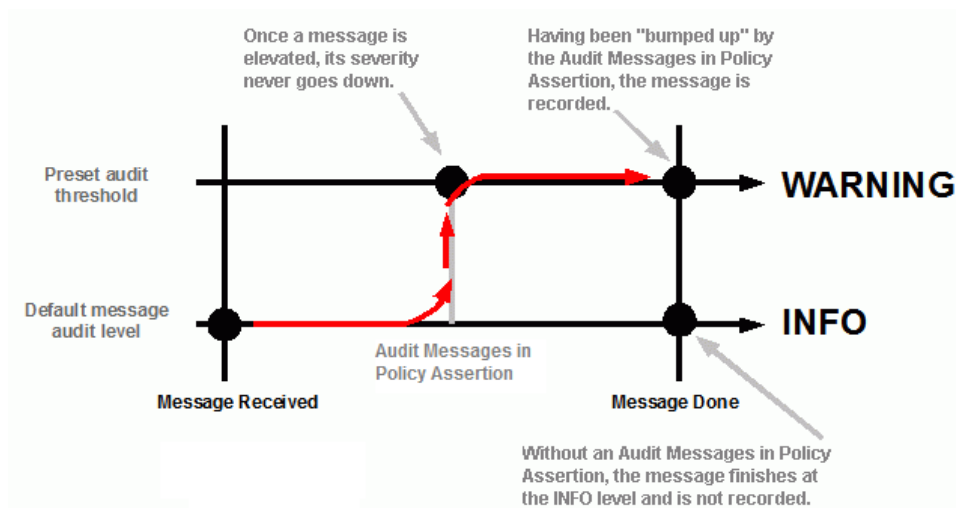 Once a message is
elevated, its severity
never goes down.
Having been "bumped up" by
the Audit Messages in Policy
Assertion, the message is
recorded.
Preset audit
threshold
WARNING
Default message
audit level
INFO
Audit Messages in
Policy Assertion
Message Received
Message Done
Without an Audit Messages in Policy
Assertion, the message finishes at
the INFO level and is not recorded.